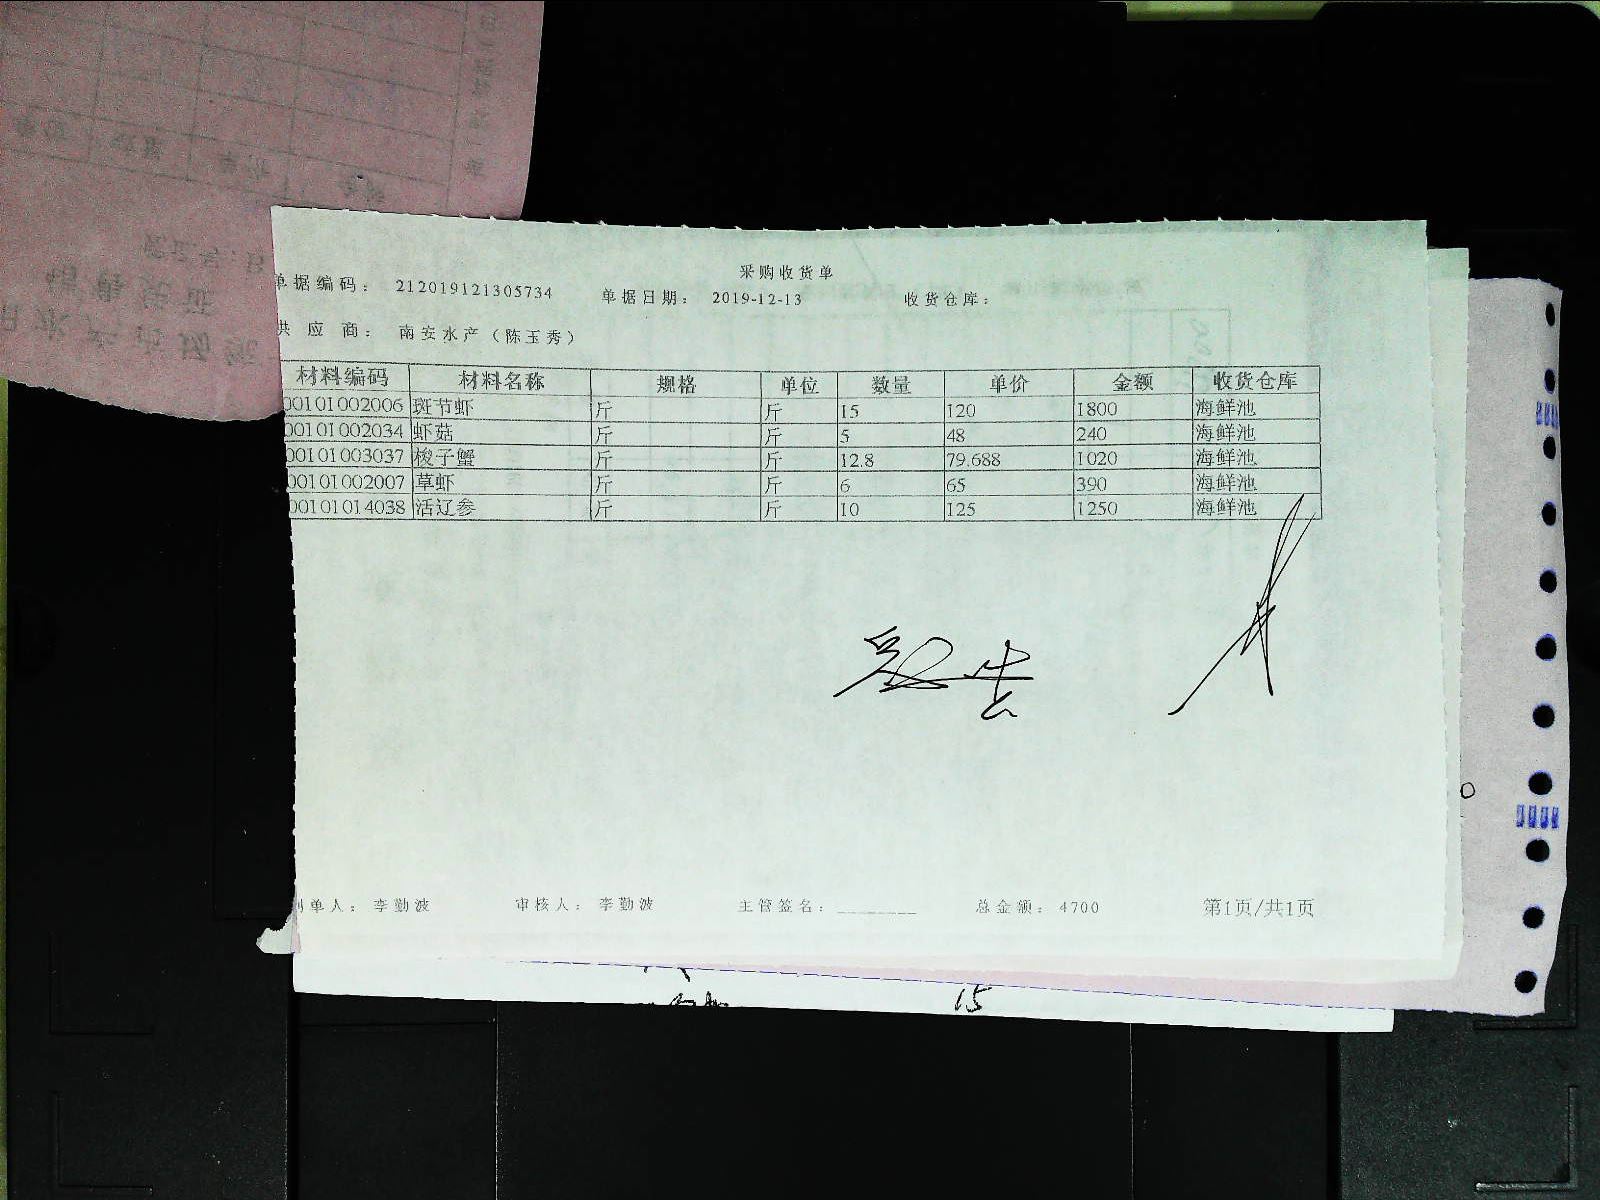 采购收货单
单据编码: 212019121305734 单据日期: 2019-12-13 收货仓库:
供应商: 南安水产（陈玉秀）
材料编码 材料名称 规格 单位 数量 单价 金额 收货仓库
00101002006 斑节虾 斤 斤 15 120 1800 海鲜池
00101002034 虾菇 斤 斤 5 48 240 海鲜池
00101003037 梭子蟹 斤 斤 12.8 79.688 1020 海鲜池
00101002007 草虾 斤 斤 6 65 390 海鲜池
00101014038 活辽参 斤 斤 10 125 1250 海鲜池
制单人: 李勤波 审核人: 李勤波 主管签名: ________ 总金额: 4700 第1页/共1页
15